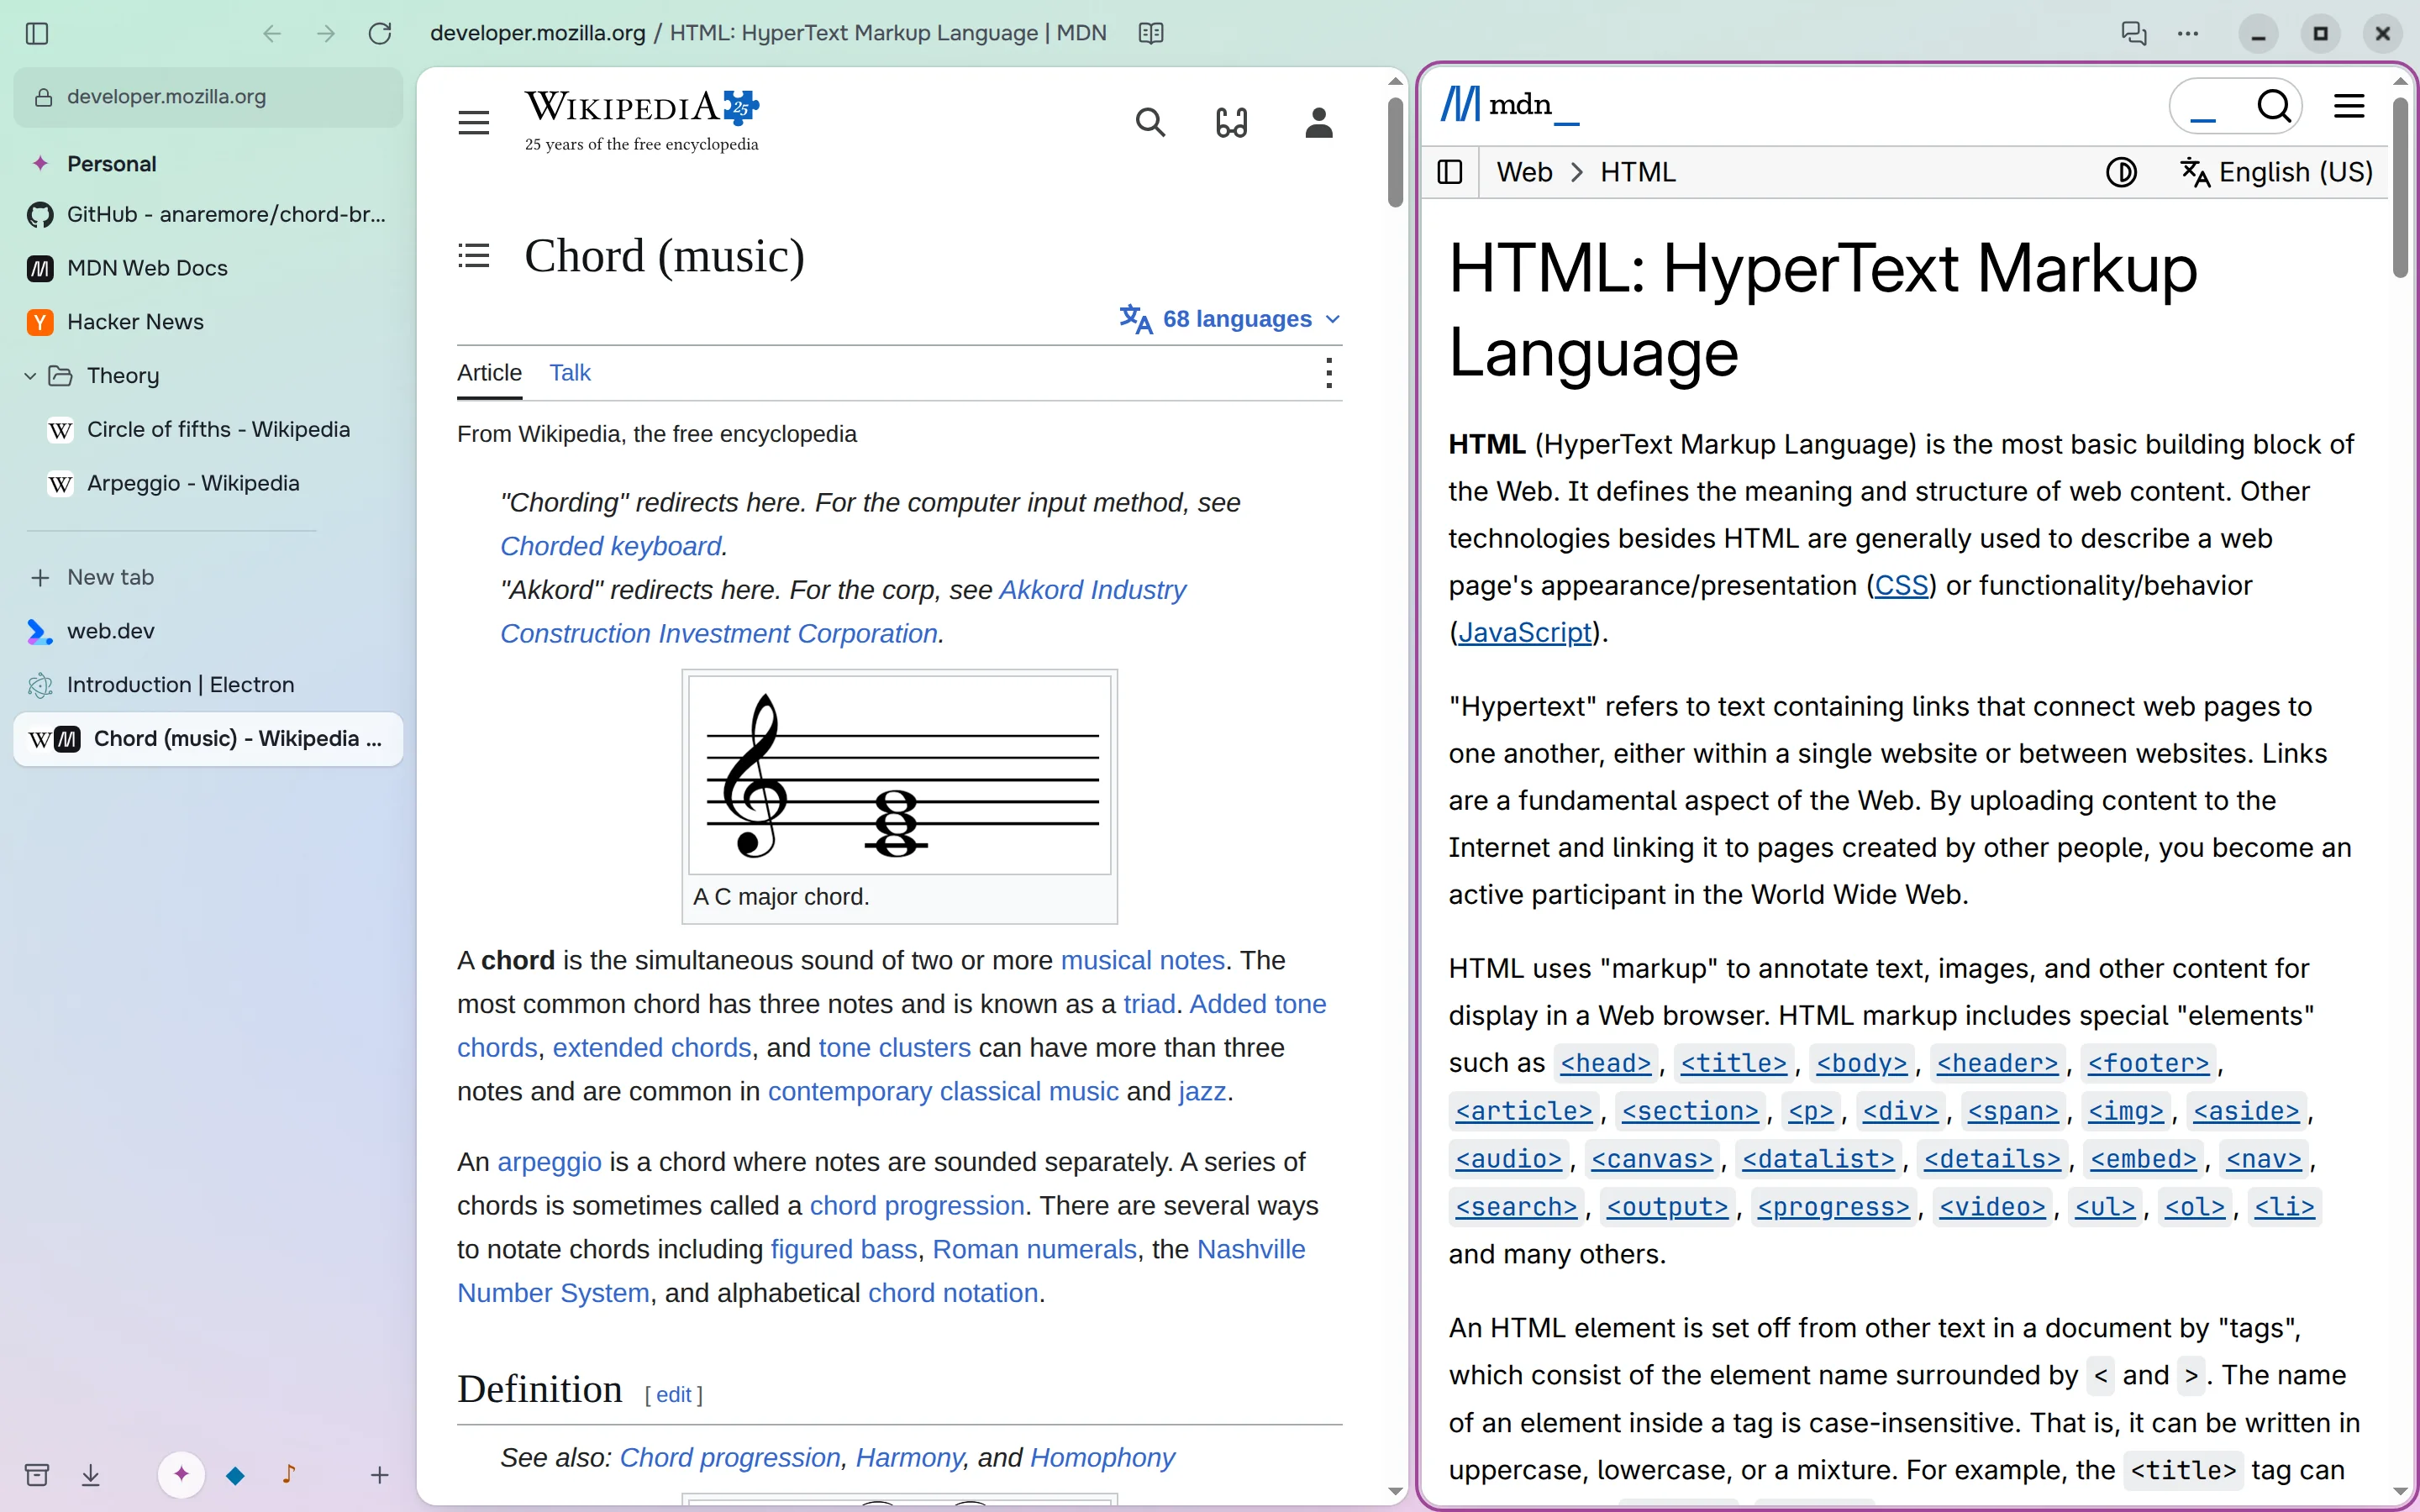 developer.mozilla.org / HTML: HyperText Markup Language | MDN
developer.mozilla.org
Personal
GitHub - anaremore/chord-br...
MDN Web Docs
Hacker News
Theory
Circle of fifths - Wikipedia
Arpeggio - Wikipedia
New tab
web.dev
Introduction | Electron
Chord (music) - Wikipedia ...
WIKIPEDIA 25
25 years of the free encyclopedia
Chord (music)
68 languages
Article Talk
From Wikipedia, the free encyclopedia
"Chording" redirects here. For the computer input method, see
Chorded keyboard.
"Akkord" redirects here. For the corp, see Akkord Industry
Construction Investment Corporation.
A C major chord.
A chord is the simultaneous sound of two or more musical notes. The
most common chord has three notes and is known as a triad. Added tone
chords, extended chords, and tone clusters can have more than three
notes and are common in contemporary classical music and jazz.
An arpeggio is a chord where notes are sounded separately. A series of
chords is sometimes called a chord progression. There are several ways
to notate chords including figured bass, Roman numerals, the Nashville
Number System, and alphabetical chord notation.
Definition [ edit ]
See also: Chord progression, Harmony, and Homophony
mdn_
Web > HTML
English (US)
HTML: HyperText Markup
Language
HTML (HyperText Markup Language) is the most basic building block of
the Web. It defines the meaning and structure of web content. Other
technologies besides HTML are generally used to describe a web
page's appearance/presentation (CSS) or functionality/behavior
(JavaScript).
"Hypertext" refers to text containing links that connect web pages to
one another, either within a single website or between websites. Links
are a fundamental aspect of the Web. By uploading content to the
Internet and linking it to pages created by other people, you become an
active participant in the World Wide Web.
HTML uses "markup" to annotate text, images, and other content for
display in a Web browser. HTML markup includes special "elements"
such as <head>, <title>, <body>, <header>, <footer>,
<article>, <section>, <p>, <div>, <span>, <img>, <aside>,
<audio>, <canvas>, <datalist>, <details>, <embed>, <nav>,
<search>, <output>, <progress>, <video>, <ul>, <ol>, <li>
and many others.
An HTML element is set off from other text in a document by "tags",
which consist of the element name surrounded by < and >. The name
of an element inside a tag is case-insensitive. That is, it can be written in
uppercase, lowercase, or a mixture. For example, the <title> tag can